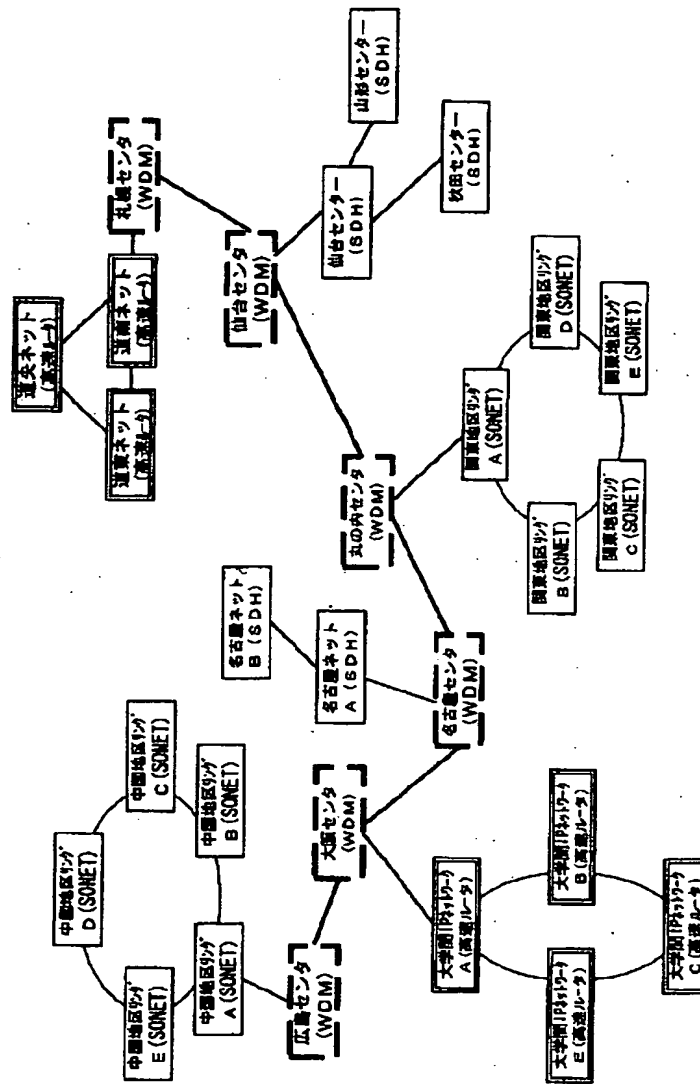 道央ネット
(高速ルータ)
道東ネット
(高速ルータ)
道南ネット
(高速ルータ)
札幌センタ
(WDM)
仙台センタ
(WDM)
仙台センター
(SDH)
山形センター
(SDH)
秋田センター
(SDH)
丸の内センタ
(WDM)
関東地区リング
A (SONET)
関東地区リング
B (SONET)
関東地区リング
C (SONET)
関東地区リング
D (SONET)
関東地区リング
E (SONET)
名古屋ネット
B (SDH)
名古屋ネット
A (SDH)
名古屋センタ
(WDM)
大阪センタ
(WDM)
広島センタ
(WDM)
中国地区リング
A (SONET)
中国地区リング
B (SONET)
中国地区リング
C (SONET)
中国地区リング
D (SONET)
中国地区リング
E (SONET)
大学間IPネットワーク
A (高速ルータ)
大学間IPネットワーク
B (高速ルータ)
大学間IPネットワーク
C (高速ルータ)
大学間IPネットワーク
E (高速ルータ)